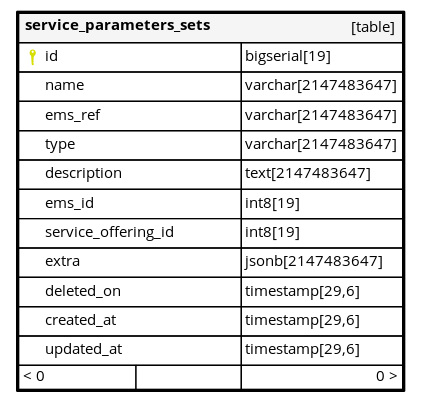 service_parameters_sets [table]
id bigserial[19]
name varchar[2147483647]
ems_ref varchar[2147483647]
type varchar[2147483647]
description text[2147483647]
ems_id int8[19]
service_offering_id int8[19]
extra jsonb[2147483647]
deleted_on timestamp[29,6]
created_at timestamp[29,6]
updated_at timestamp[29,6]
< 0 0 >